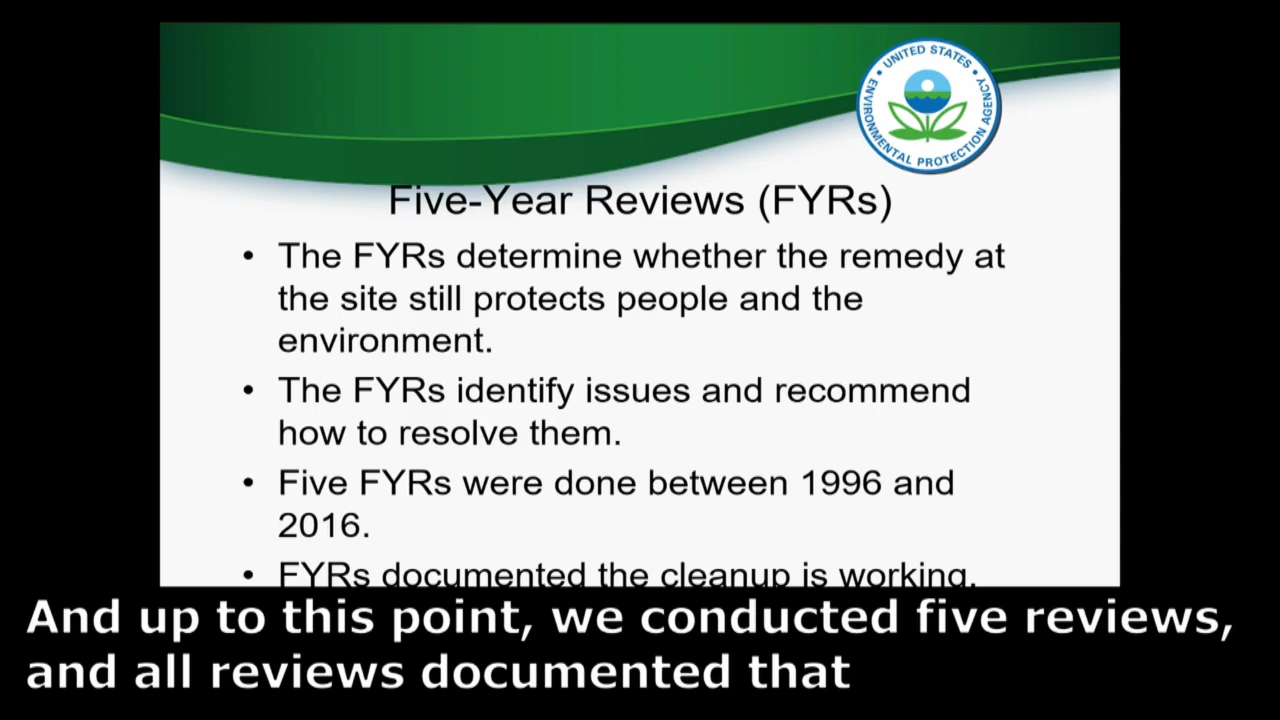 UNITED STATES
ENVIRONMENTAL PROTECTION AGENCY
Five-Year Reviews (FYRs)
• The FYRs determine whether the remedy at
the site still protects people and the
environment.
• The FYRs identify issues and recommend
how to resolve them.
• Five FYRs were done between 1996 and
2016.
• FYRs documented the cleanup is working.
And up to this point, we conducted five reviews,
and all reviews documented that